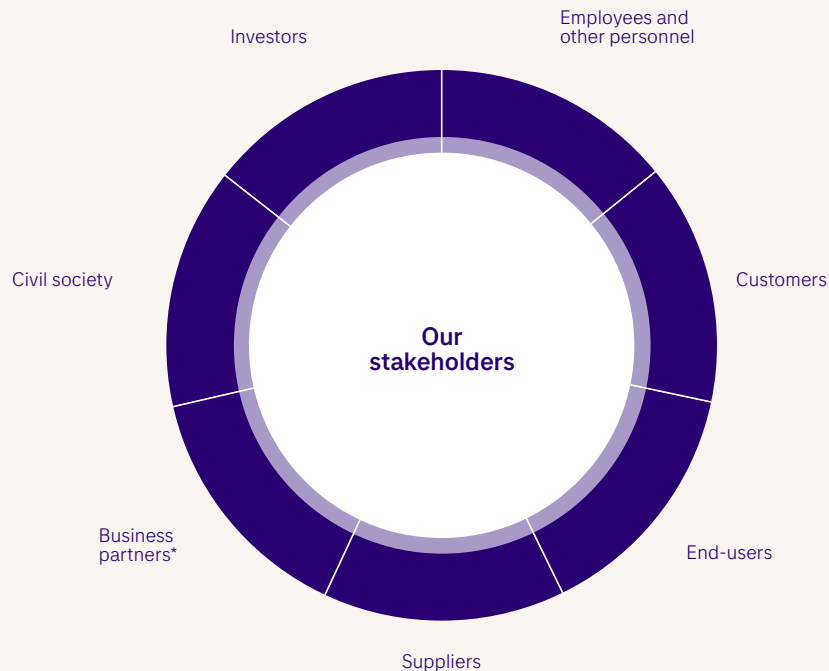 Investors
Employees and
other personnel
Civil society
Customers
Our
stakeholders
Business
partners*
End-users
Suppliers